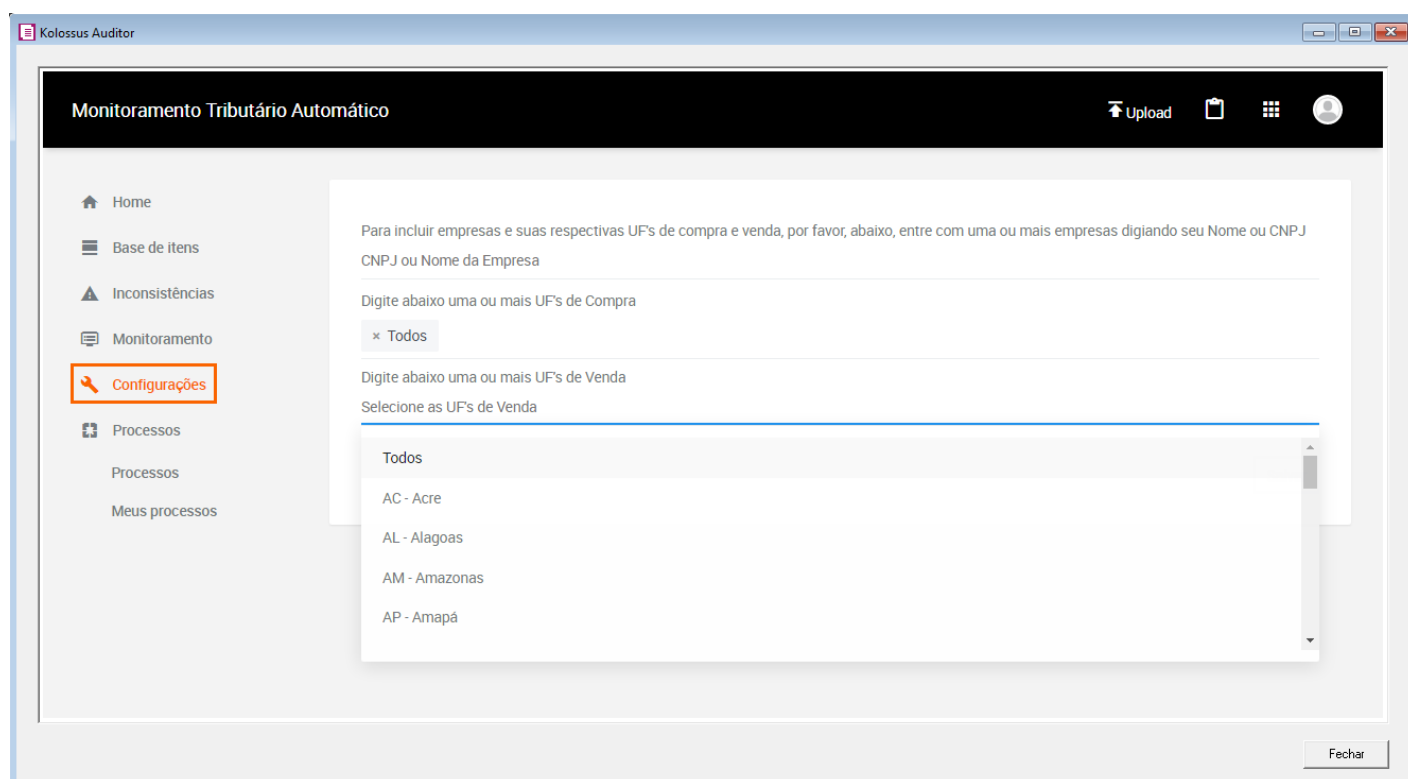 Kolossus Auditor
Monitoramento Tributário Automático
Upload
Home
Base de itens
Inconsistências
Monitoramento
Configurações
Processos
Processos
Meus processos
Para incluir empresas e suas respectivas UF's de compra e venda, por favor, abaixo, entre com uma ou mais empresas digiando seu Nome ou CNPJ
CNPJ ou Nome da Empresa
Digite abaixo uma ou mais UF's de Compra
× Todos
Digite abaixo uma ou mais UF's de Venda
Selecione as UF's de Venda
Todos
AC - Acre
AL - Alagoas
AM - Amazonas
AP - Amapá
Fechar